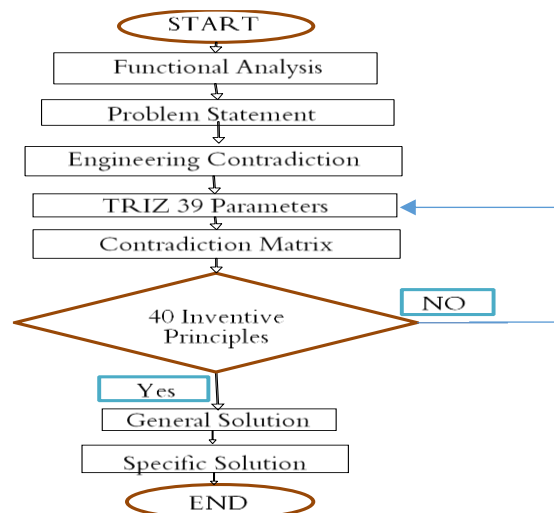 START
Functional Analysis
Problem Statement
Engineering Contradiction
TRIZ 39 Parameters
Contradiction Matrix
NO
40 Inventive
Principles
Yes
General Solution
Specific Solution
END